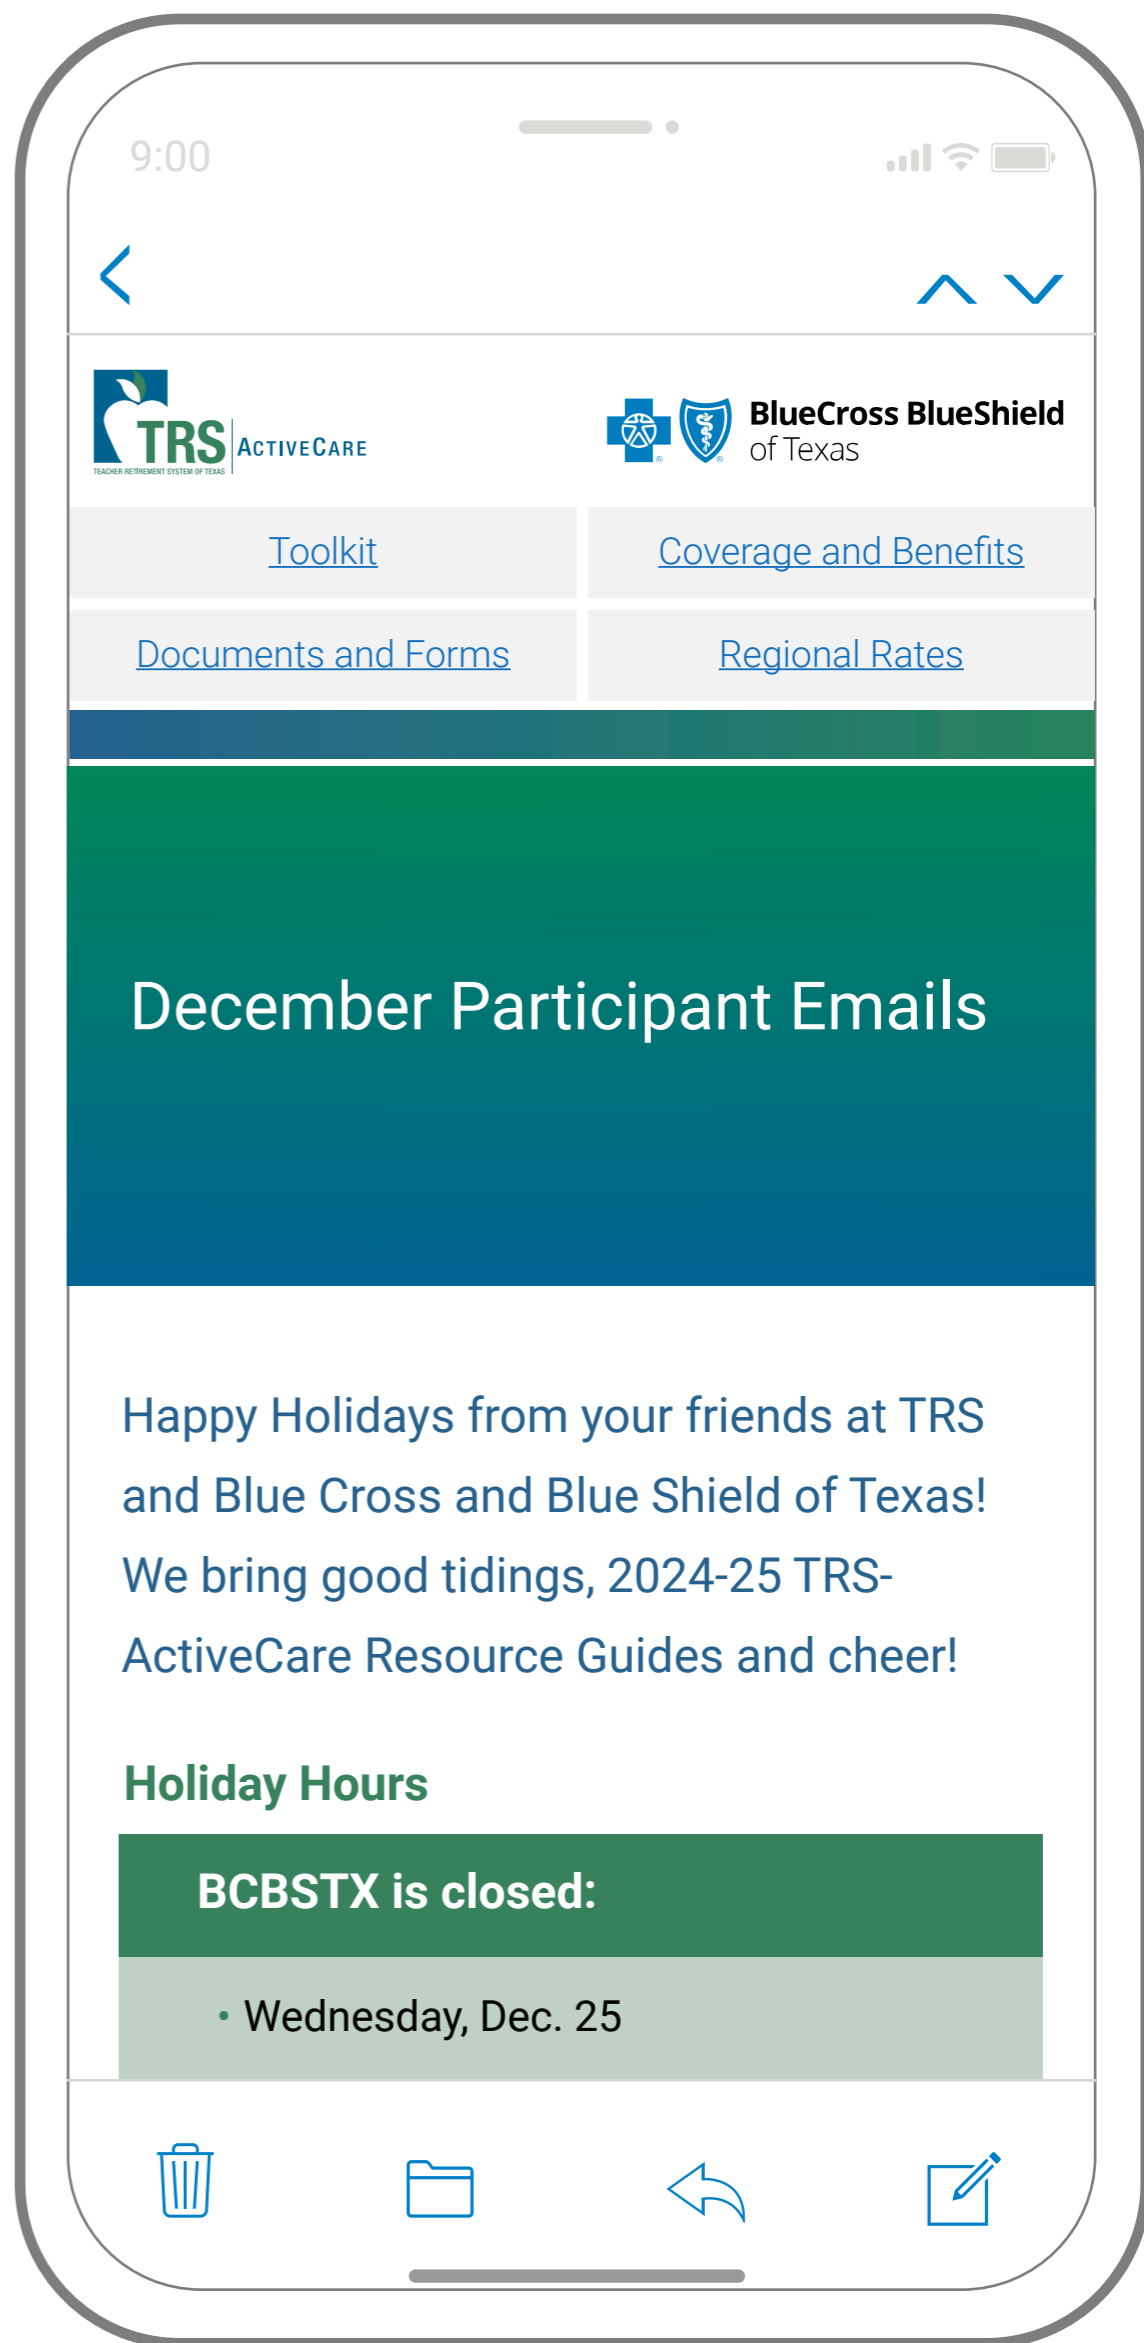 9:00
TRS ACTIVECARE
TEACHER RETIREMENT SYSTEM OF TEXAS
BlueCross BlueShield
of Texas
Toolkit
Coverage and Benefits
Documents and Forms
Regional Rates
December Participant Emails
Happy Holidays from your friends at TRS
and Blue Cross and Blue Shield of Texas!
We bring good tidings, 2024-25 TRS-
ActiveCare Resource Guides and cheer!
Holiday Hours
BCBSTX is closed:
• Wednesday, Dec. 25